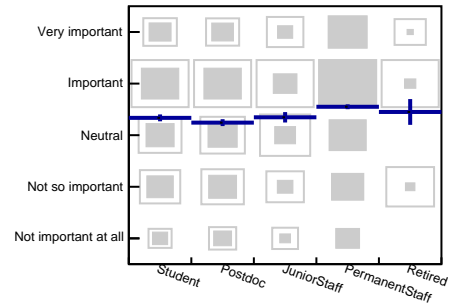 Very important
Important
Neutral
Not so important
Not important at all
Student
Postdoc
JuniorStaff
PermanentStaff
Retired